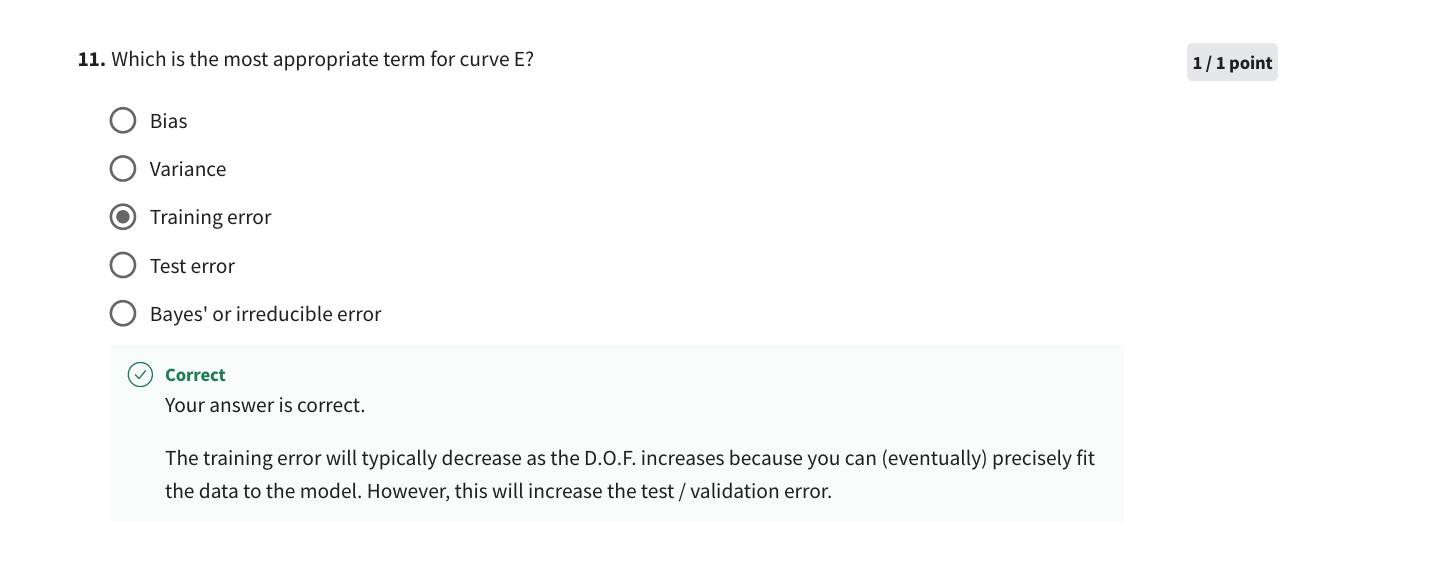 11. Which is the most appropriate term for curve E?
1 / 1 point
Bias
Variance
Training error
Test error
Bayes' or irreducible error
Correct
Your answer is correct.
The training error will typically decrease as the D.O.F. increases because you can (eventually) precisely fit
the data to the model. However, this will increase the test / validation error.